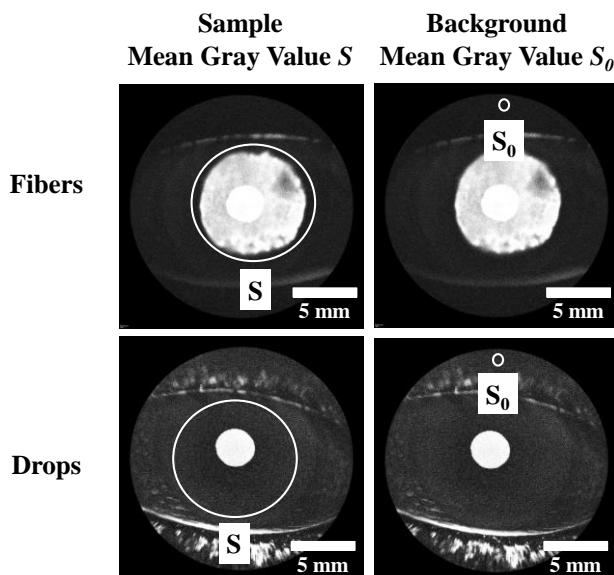 Sample
Mean Gray Value S
Background
Mean Gray Value S₀
Fibers
S
5 mm
S₀
5 mm
Drops
S
5 mm
S₀
5 mm